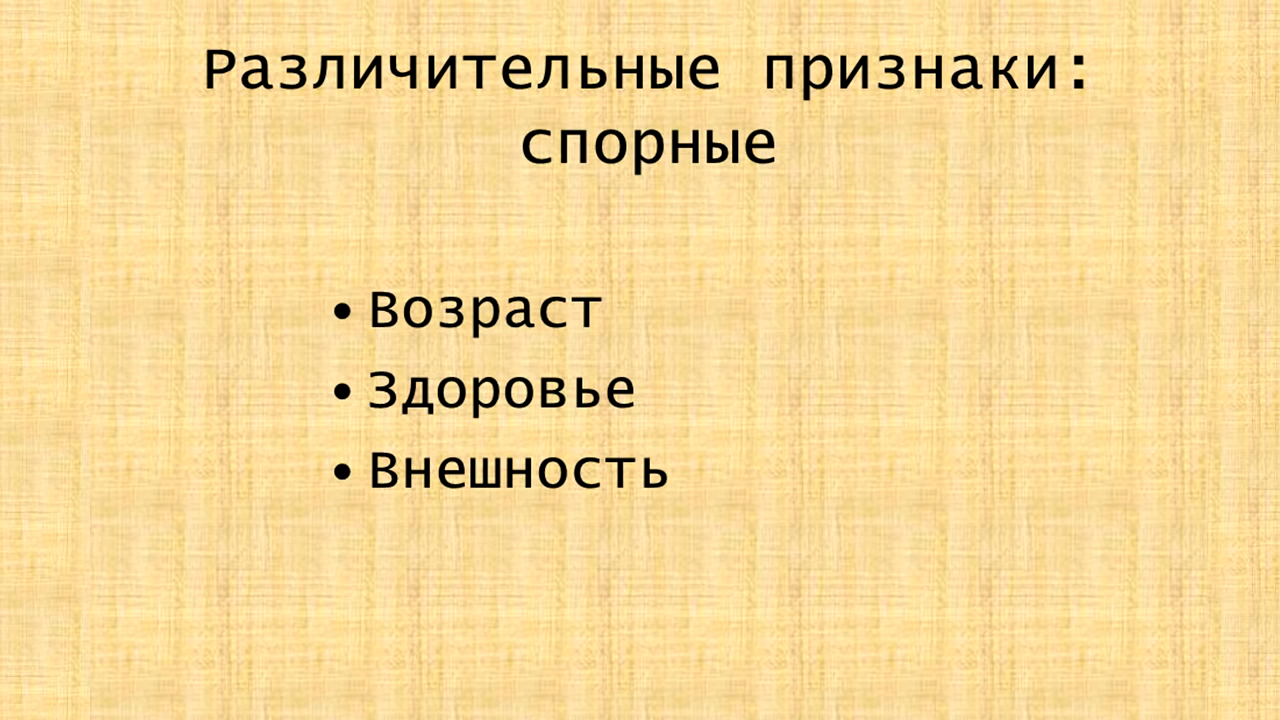 Различительные признаки:
спорные
• Возраст
• Здоровье
• Внешность